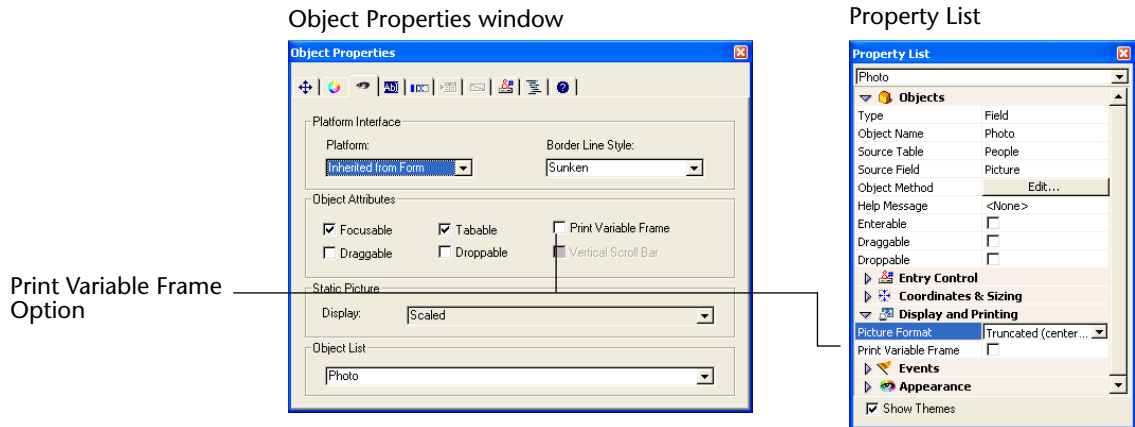 Object Properties window
Property List
Object Properties
Platform Interface
Platform:
Border Line Style:
Inherited from Form
Sunken
Object Attributes
Focusable
Tabable
Print Variable Frame
Draggable
Droppable
Vertical Scroll Bar
Print Variable Frame
Option
Static Picture
Display:
Scaled
Object List
Photo
Property List
Photo
Objects
Type Field
Object Name Photo
Source Table People
Source Field Picture
Object Method Edit...
Help Message <None>
Enterable
Draggable
Droppable
Entry Control
Coordinates & Sizing
Display and Printing
Picture Format Truncated (center...
Print Variable Frame
Events
Appearance
Show Themes